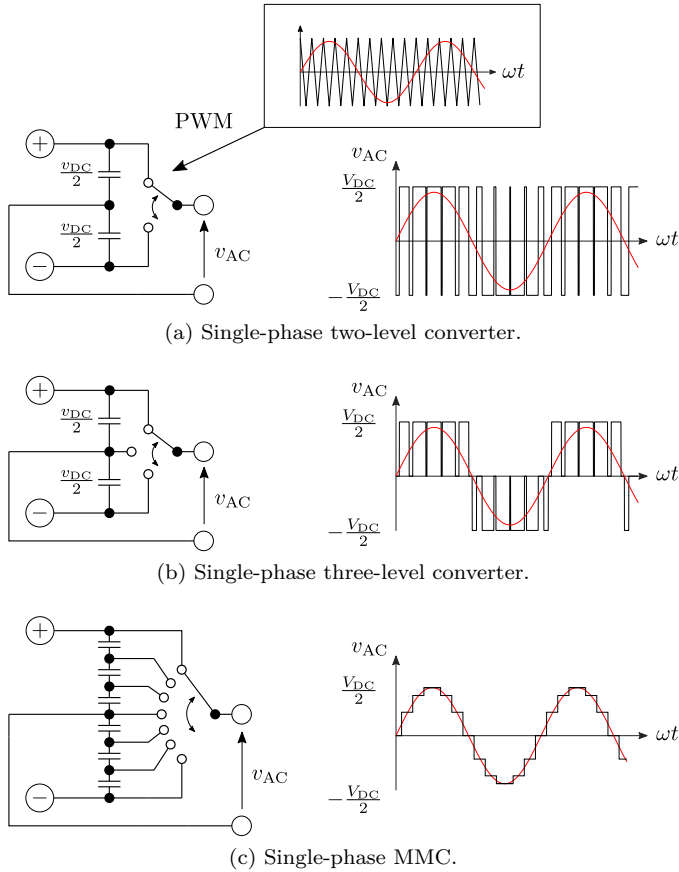 ωt
PWM
+
v_DC/2
v_DC/2
−
v_AC
v_AC
V_DC/2
ωt
−V_DC/2
(a) Single-phase two-level converter.
+
v_DC/2
v_DC/2
−
v_AC
v_AC
V_DC/2
ωt
−V_DC/2
(b) Single-phase three-level converter.
+
−
v_AC
v_AC
V_DC/2
ωt
−V_DC/2
(c) Single-phase MMC.